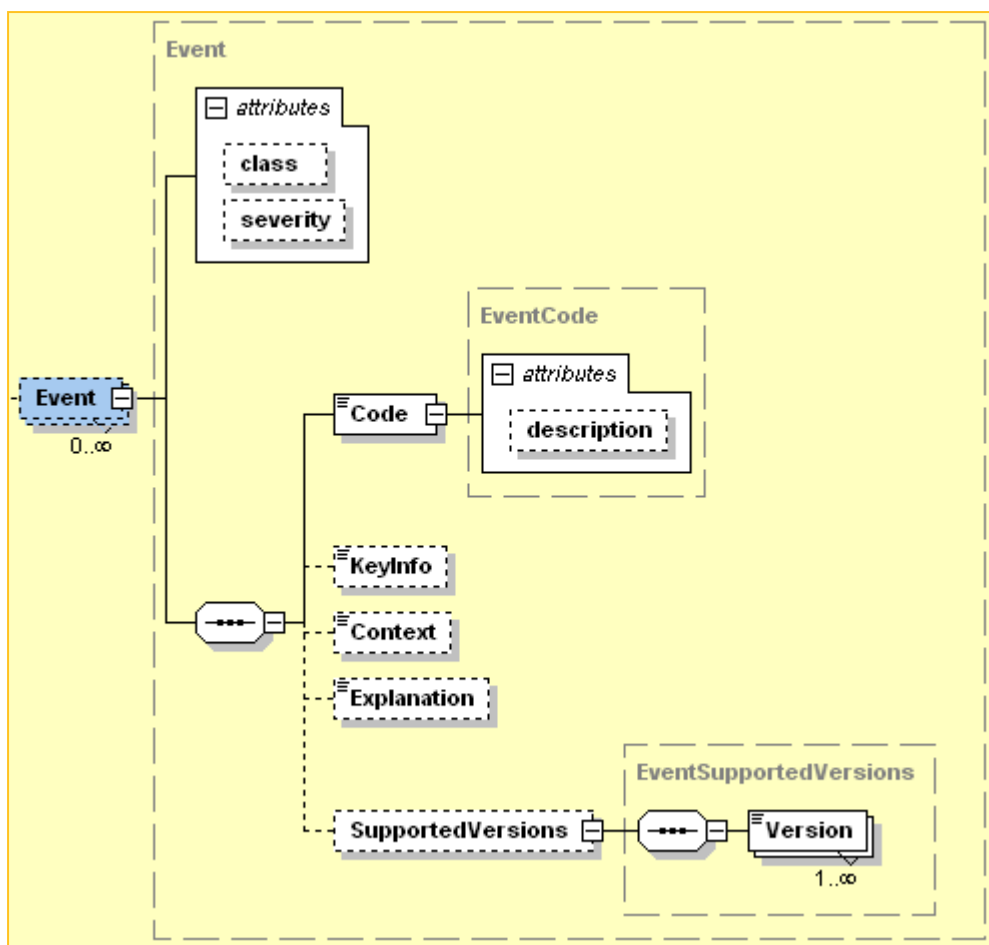 Event
attributes
class
severity
EventCode
attributes
Event
Code
description
0..∞
KeyInfo
Context
Explanation
EventSupportedVersions
SupportedVersions
Version
1..∞